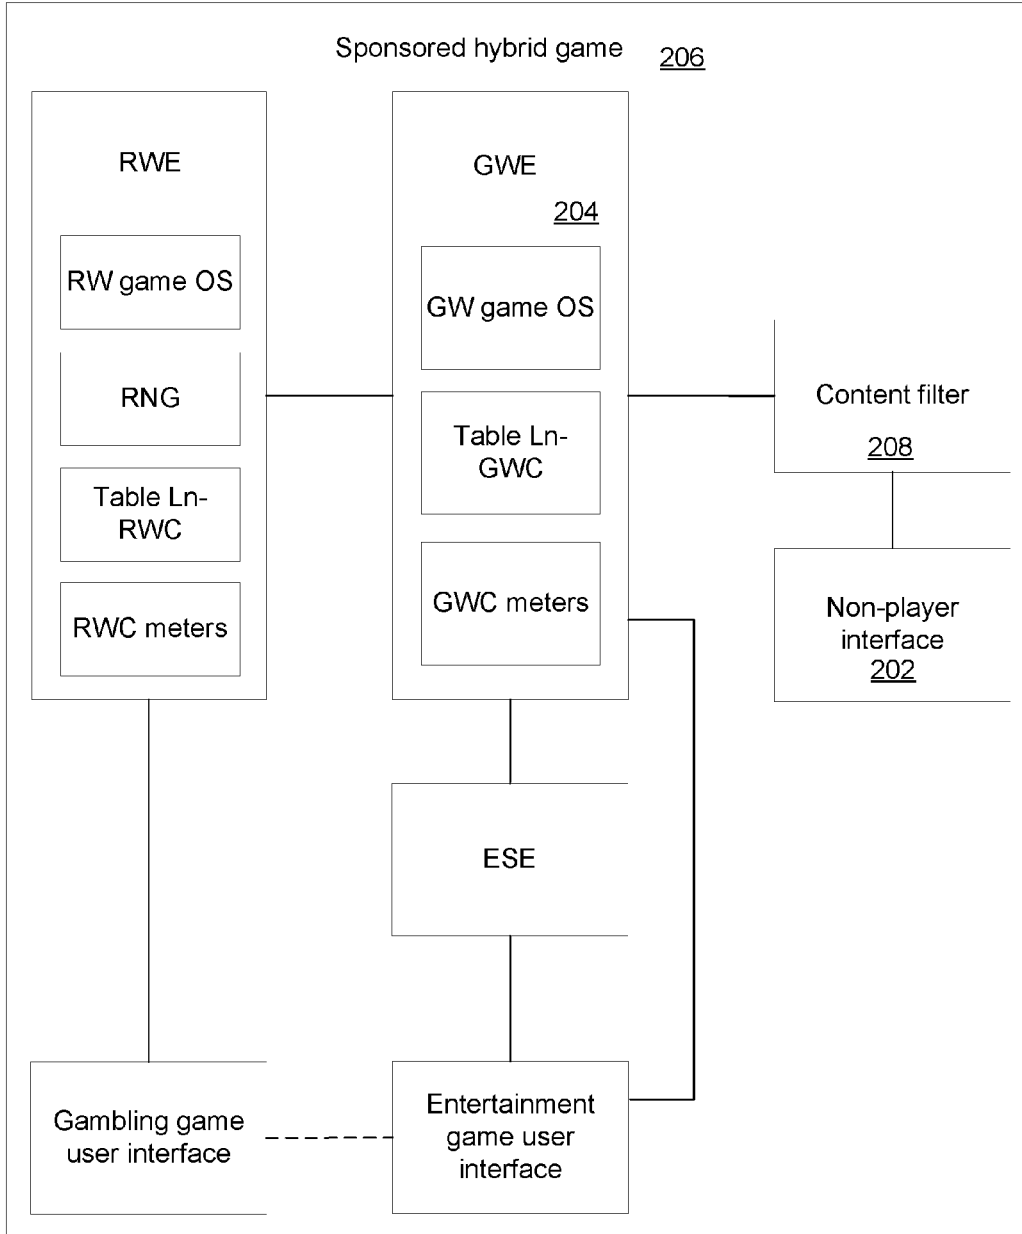 Sponsored hybrid game 206
RWE
RW game OS
RNG
Table Ln-
RWC
RWC meters
GWE
204
GW game OS
Table Ln-
GWC
GWC meters
Content filter
208
Non-player
interface
202
ESE
Gambling game
user interface
Entertainment
game user
interface